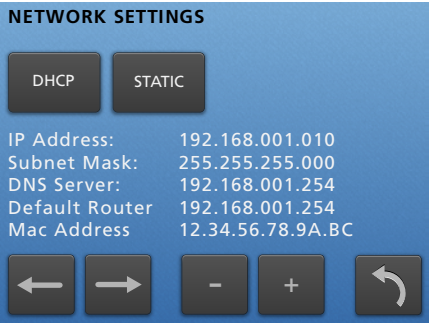 NETWORK SETTINGS
DHCP STATIC
IP Address: 192.168.001.010
Subnet Mask: 255.255.255.000
DNS Server: 192.168.001.254
Default Router 192.168.001.254
Mac Address 12.34.56.78.9A.BC
- +